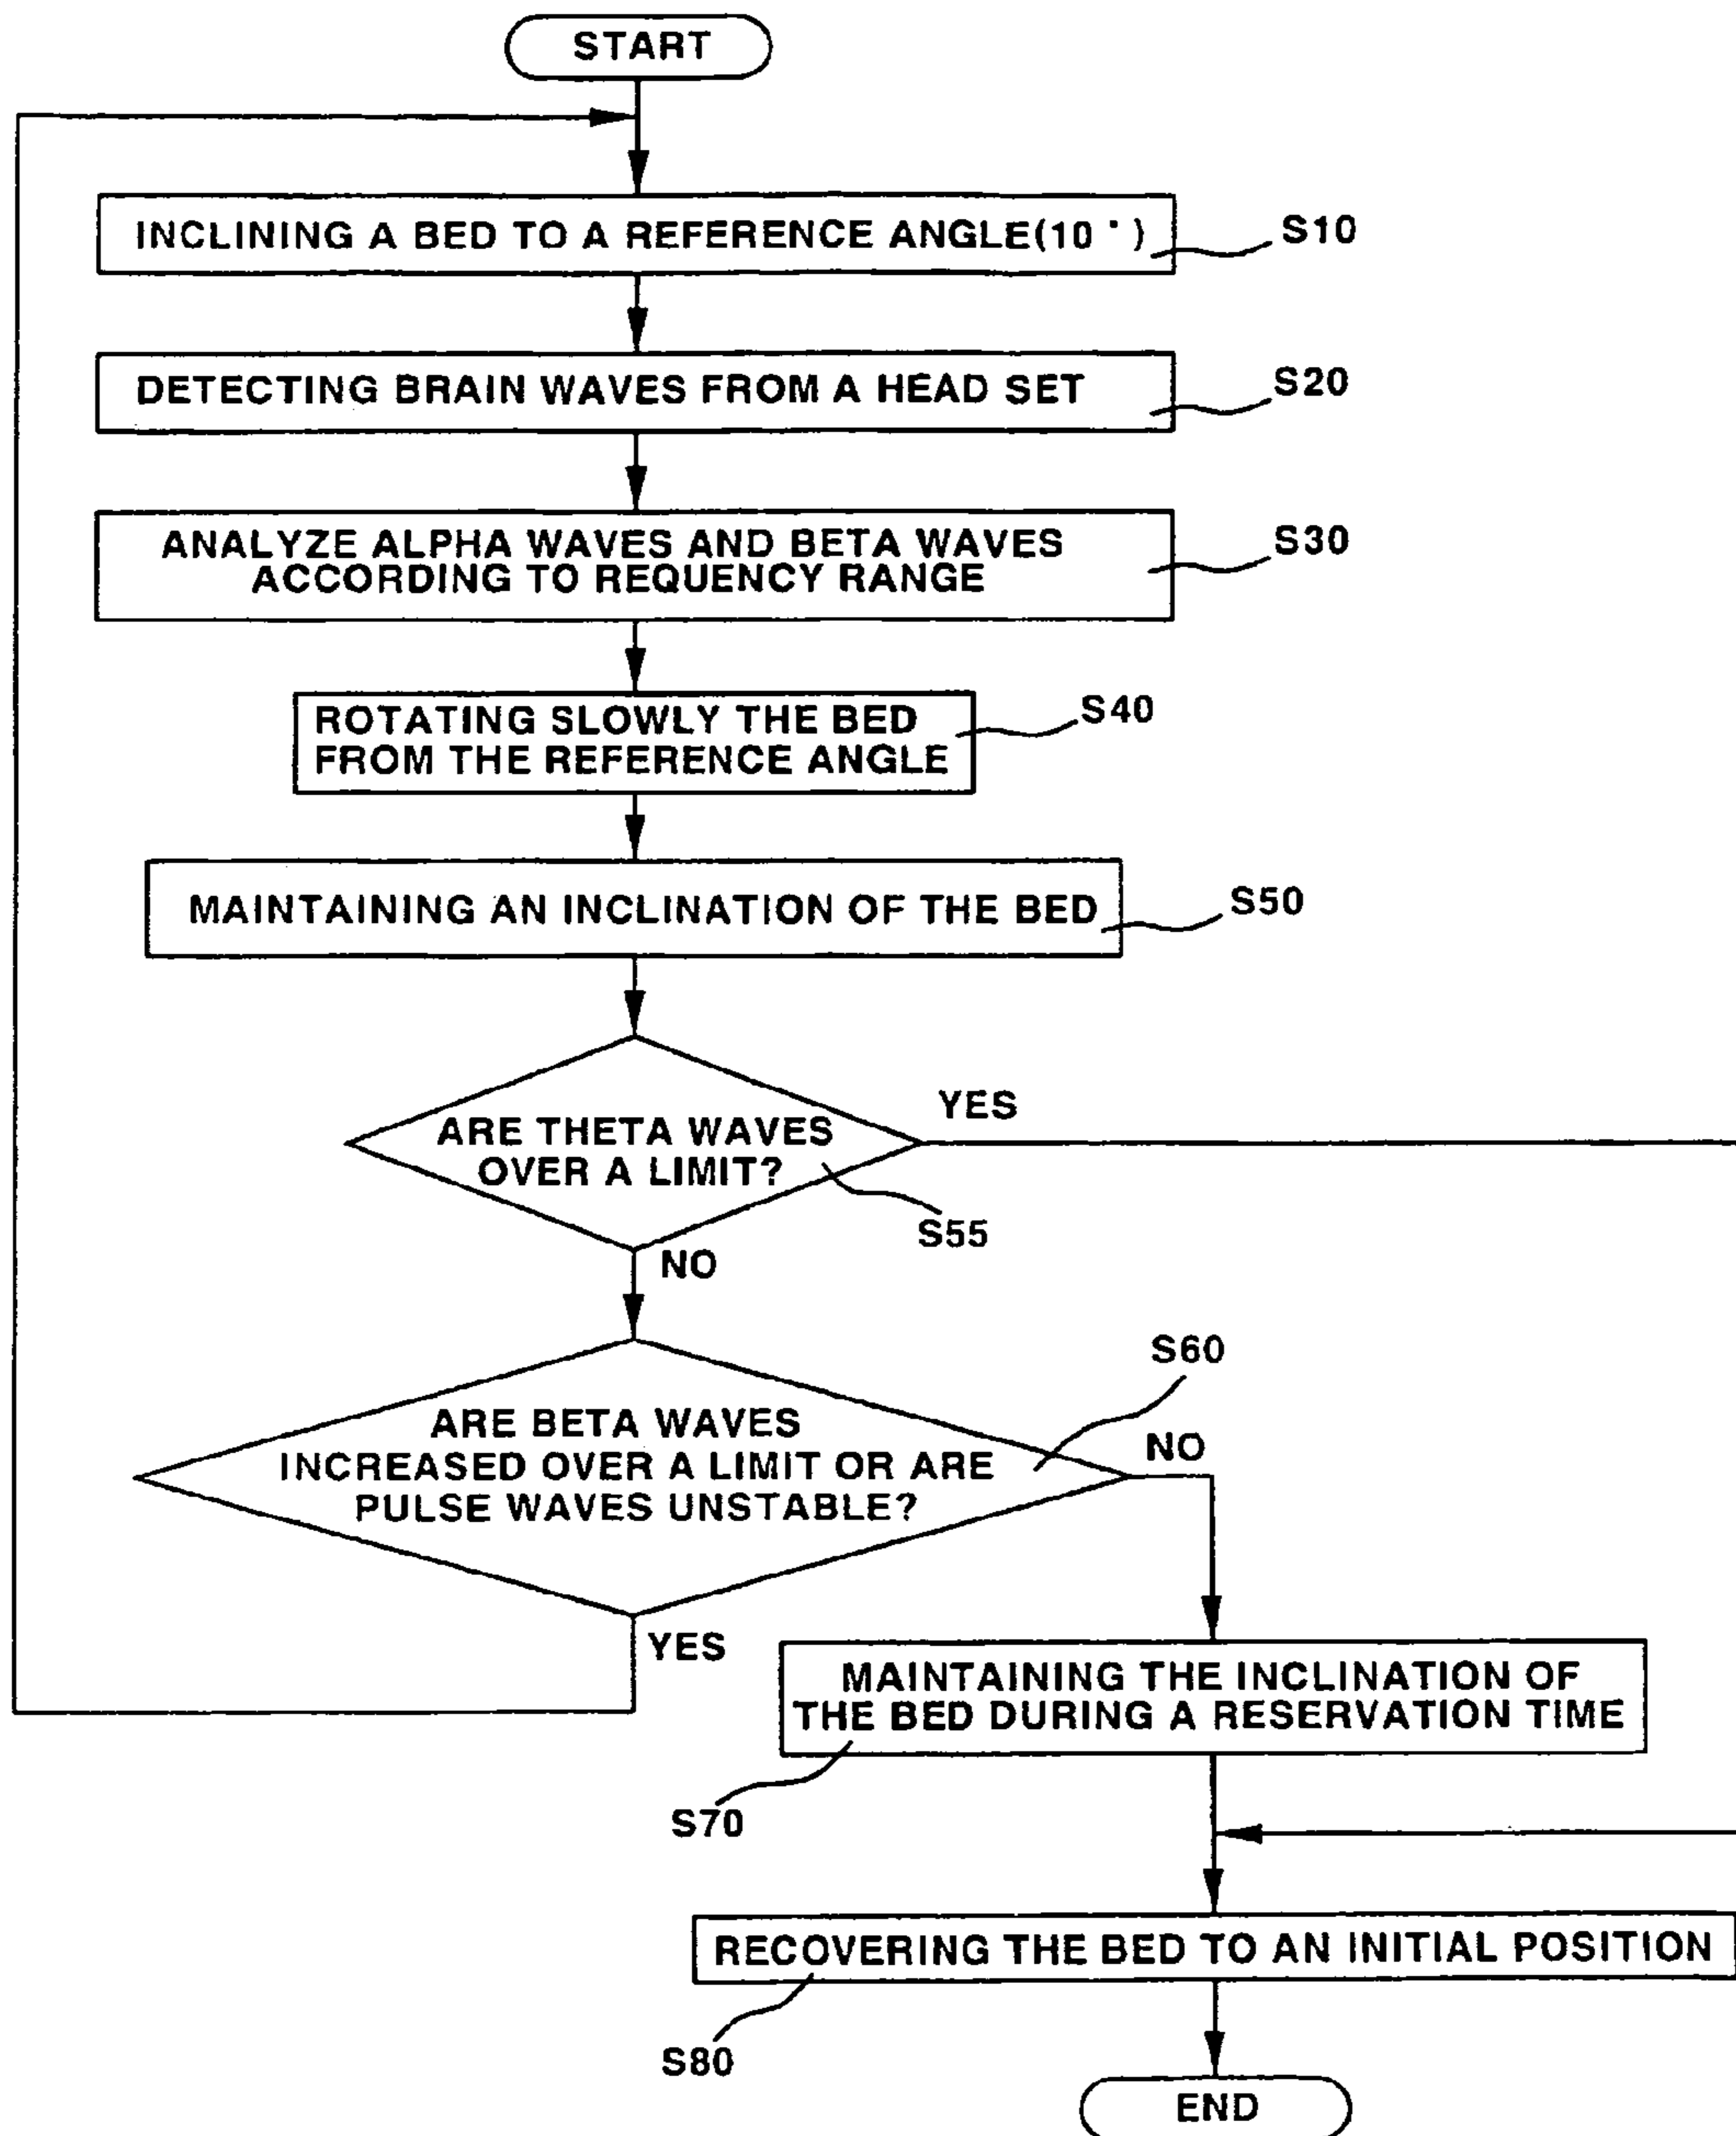 START
INCLINING A BED TO A REFERENCE ANGLE(10°)
S10
DETECTING BRAIN WAVES FROM A HEAD SET
S20
ANALYZE ALPHA WAVES AND BETA WAVES
ACCORDING TO REQUENCY RANGE
S30
ROTATING SLOWLY THE BED
FROM THE REFERENCE ANGLE
S40
MAINTAINING AN INCLINATION OF THE BED
S50
YES
ARE THETA WAVES
OVER A LIMIT?
S55
NO
S60
ARE BETA WAVES
INCREASED OVER A LIMIT OR ARE
PULSE WAVES UNSTABLE?
NO
YES
MAINTAINING THE INCLINATION OF
THE BED DURING A RESERVATION TIME
S70
RECOVERING THE BED TO AN INITIAL POSITION
S80
END